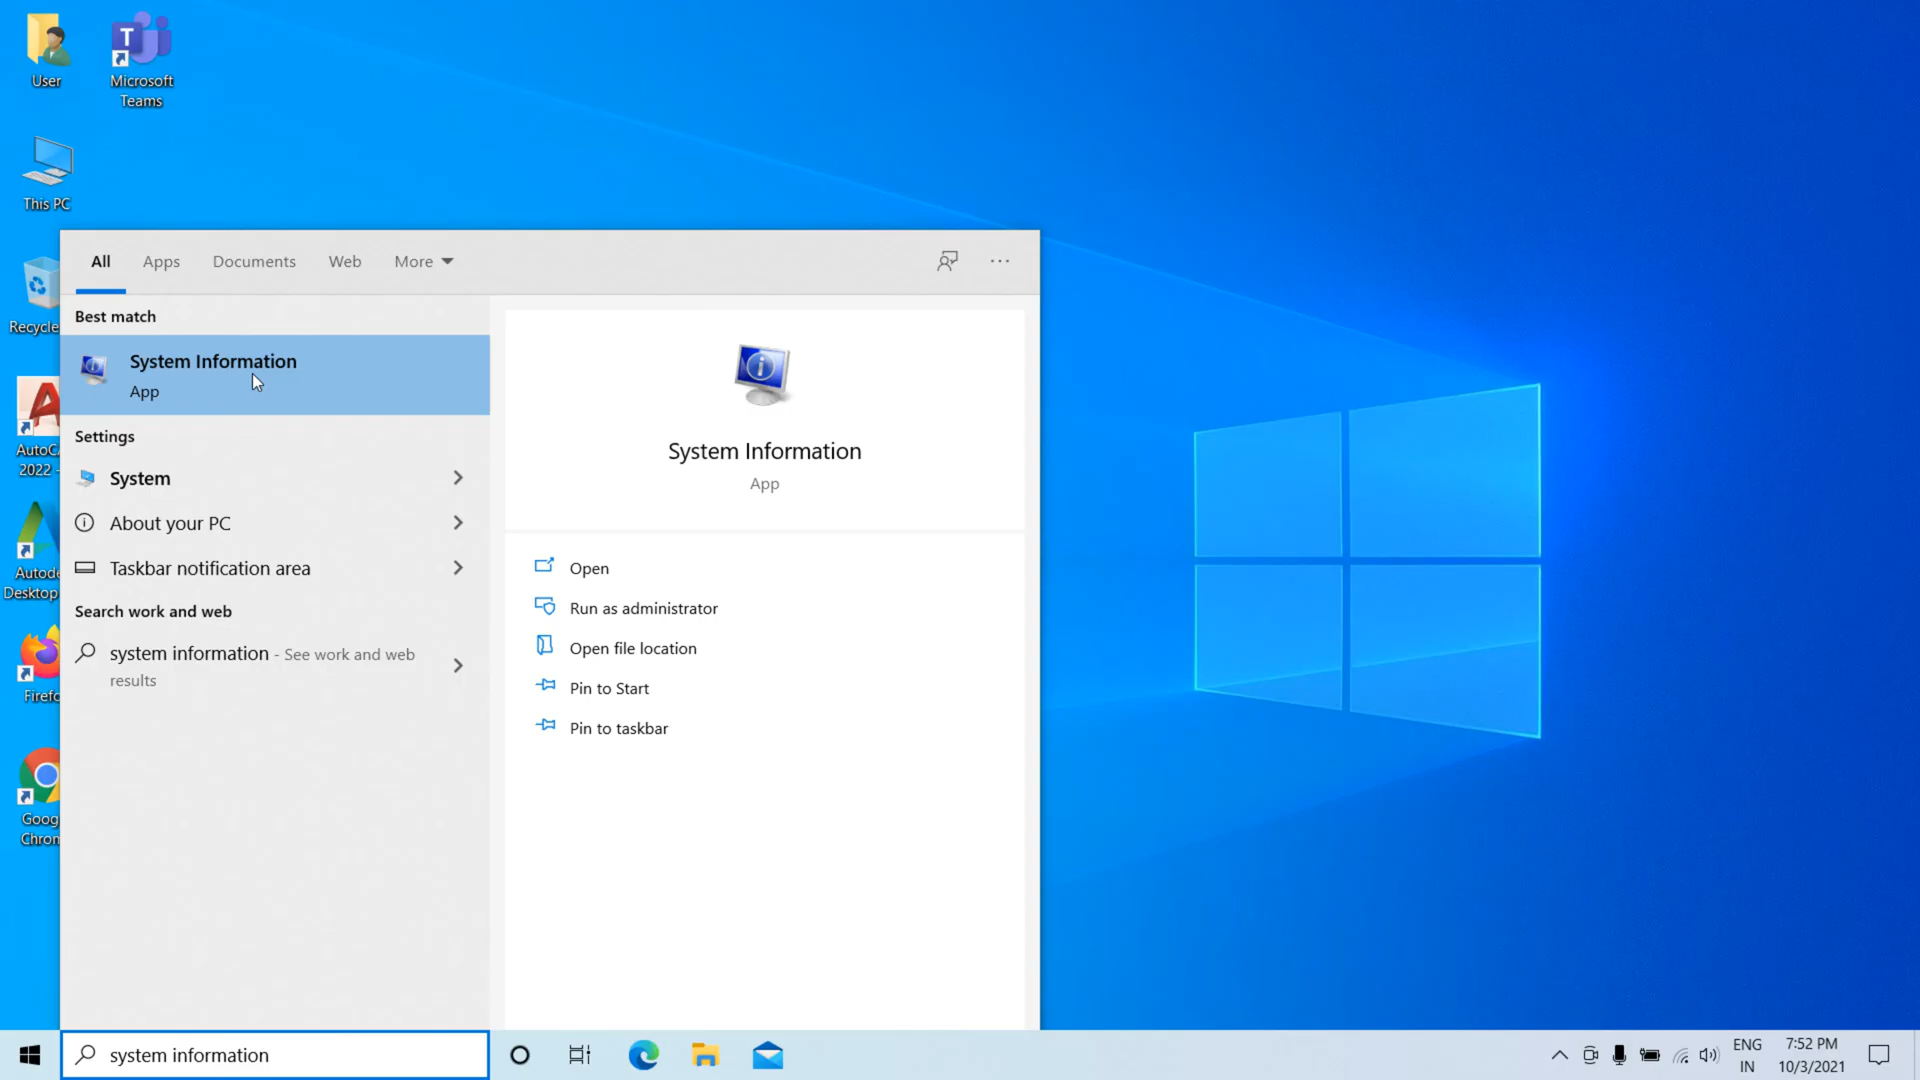 User
Microsoft
Teams
This PC
Recycle
AutoC
2022 -
Autode
Desktop
Firefo
Goog
Chron
All
Apps
Documents
Web
More
Best match
System Information
App
Settings
System
About your PC
Taskbar notification area
Search work and web
system information - See work and web
results
System Information
App
Open
Run as administrator
Open file location
Pin to Start
Pin to taskbar
system information
ENG
IN
7:52 PM
10/3/2021